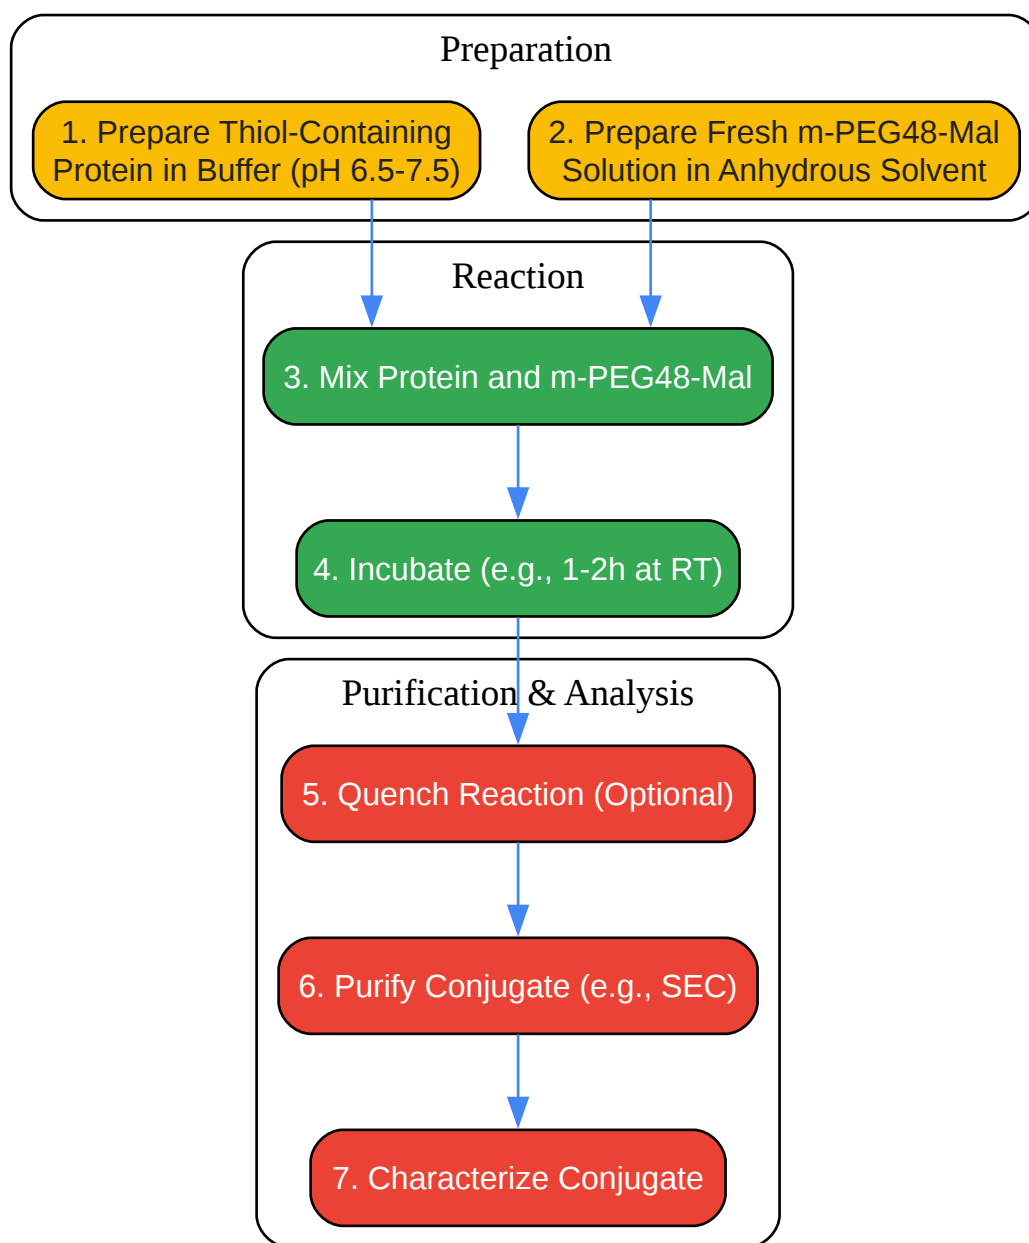 Preparation
1. Prepare Thiol-Containing
Protein in Buffer (pH 6.5-7.5)
2. Prepare Fresh m-PEG48-Mal
Solution in Anhydrous Solvent
Reaction
3. Mix Protein and m-PEG48-Mal
4. Incubate (e.g., 1-2h at RT)
Purification & Analysis
5. Quench Reaction (Optional)
6. Purify Conjugate (e.g., SEC)
7. Characterize Conjugate